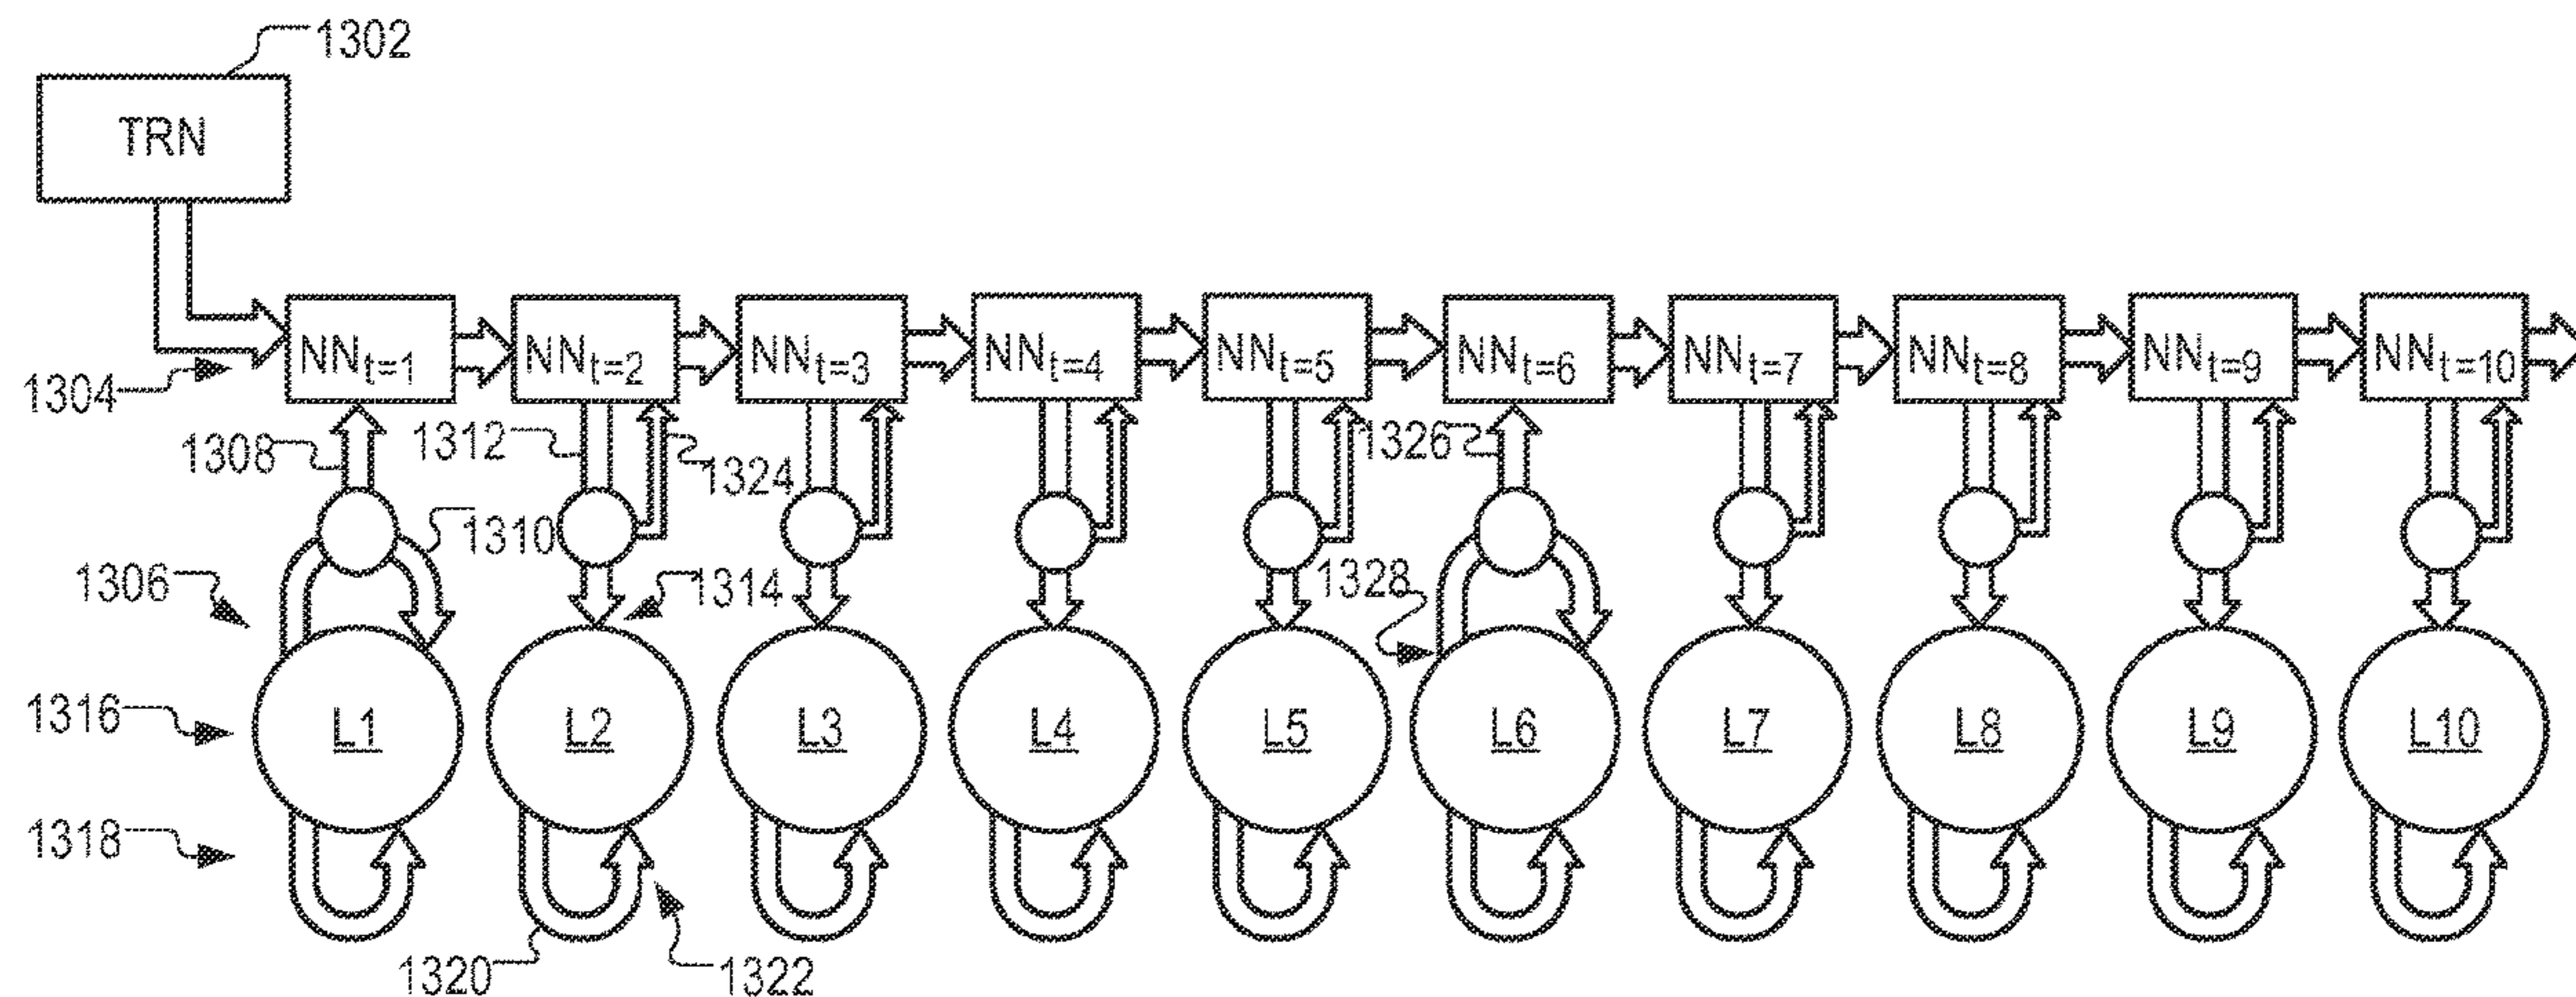 1302
TRN
NNt=1 NNt=2 NNt=3 NNt=4 NNt=5 NNt=6 NNt=7 NNt=8 NNt=9 NNt=10
1304
1308 1312 1324 1326
1310
1306 1314 1328
1316 L1 L2 L3 L4 L5 L6 L7 L8 L9 L10
1318
1320 1322